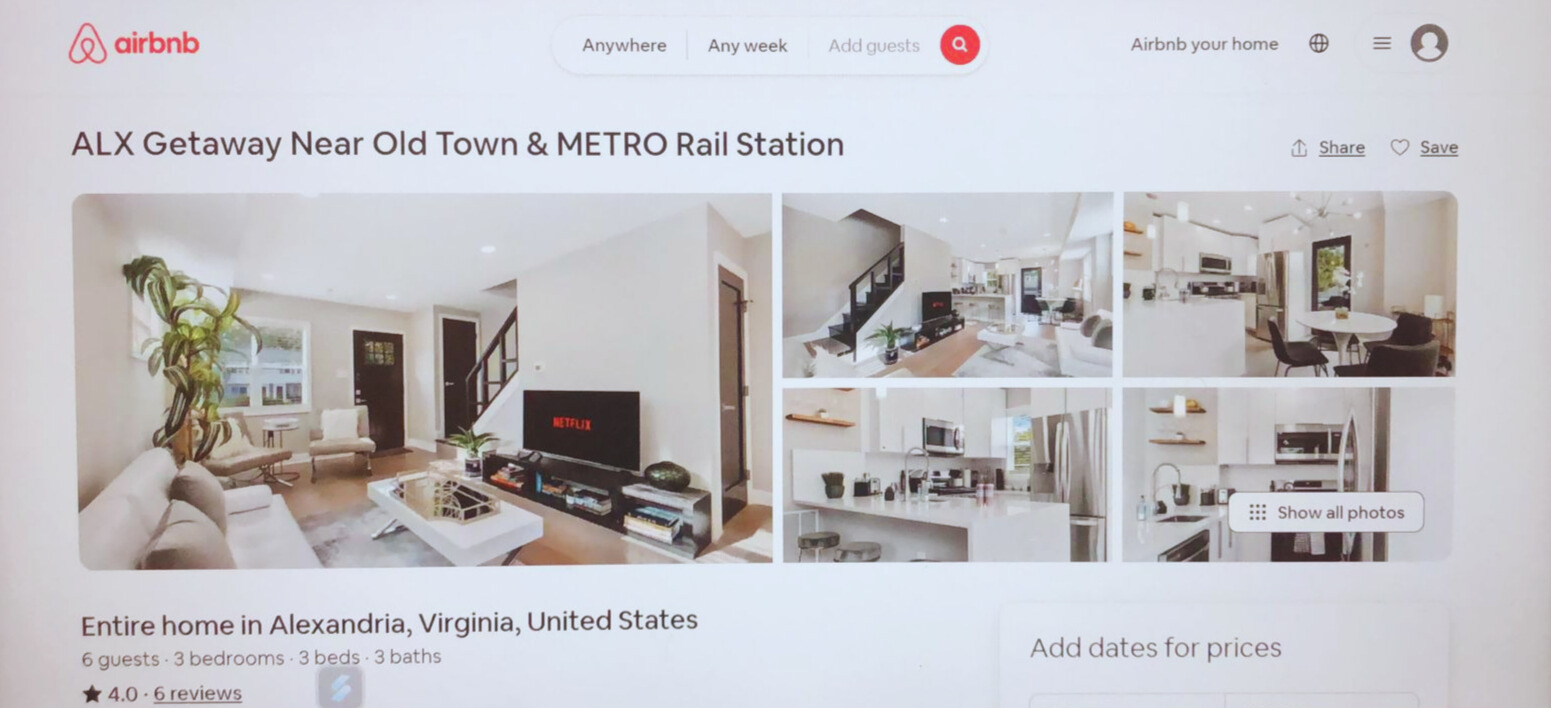 airbnb
Anywhere Any week Add guests
Airbnb your home
ALX Getaway Near Old Town & METRO Rail Station
Share Save
NETFLIX
NETFLIX
Show all photos
Entire home in Alexandria, Virginia, United States
6 guests · 3 bedrooms · 3 beds · 3 baths
★ 4.0 · 6 reviews
Add dates for prices